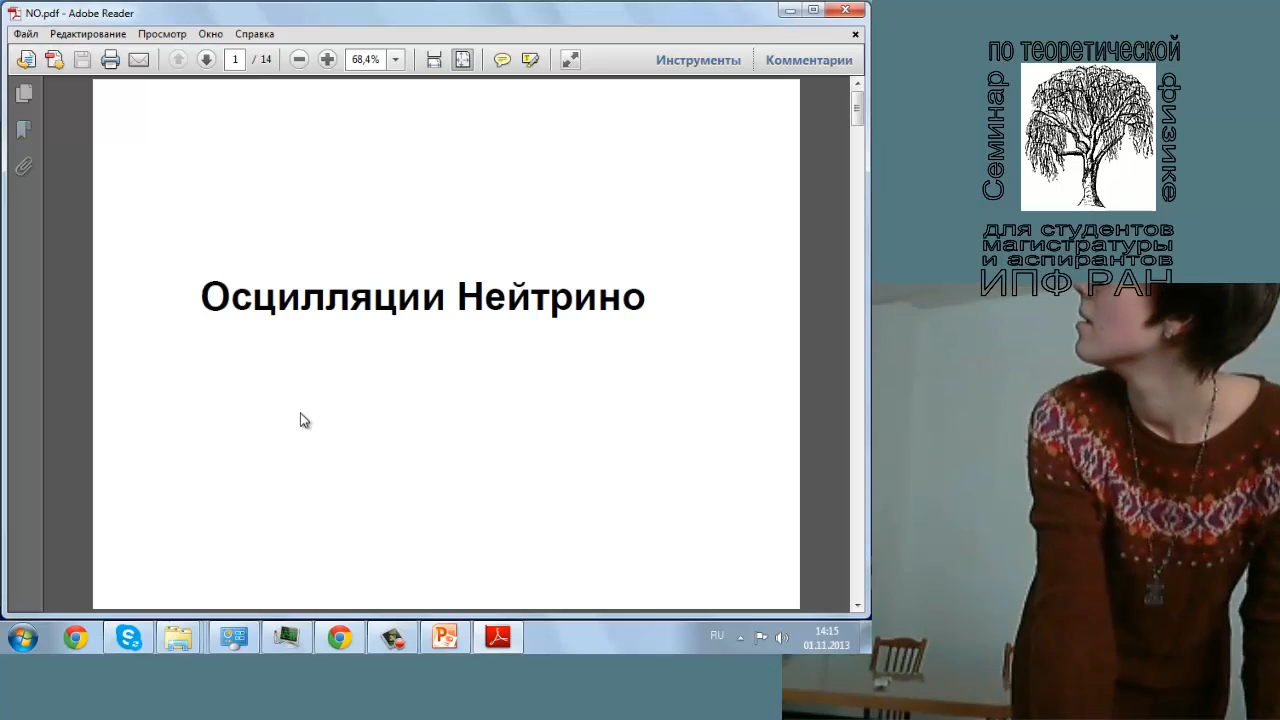 NO.pdf - Adobe Reader
Файл Редактирование Просмотр Окно Справка
1 / 14 68,4% Инструменты Комментарии
Осцилляции Нейтрино
RU 14:15
01.11.2013
по теоретической
Семинар
физике
для студентов
магистратуры
и аспирантов
ИПФ РАН